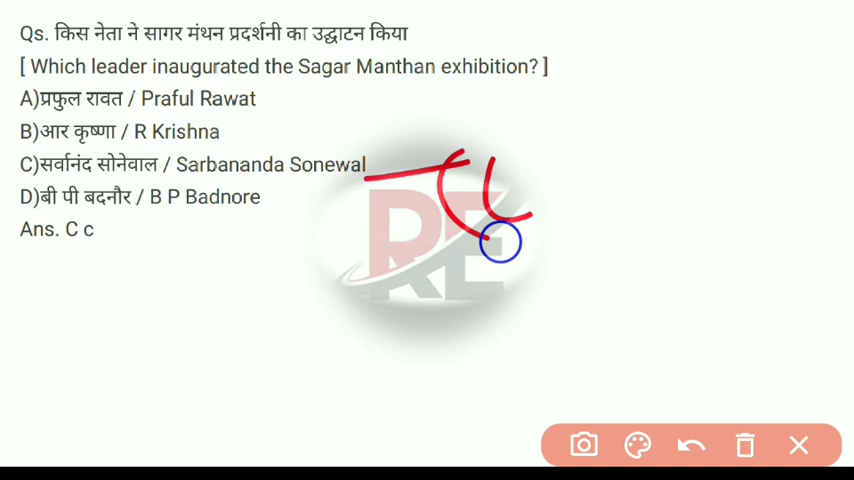 Qs. किस नेता ने सागर मंथन प्रदर्शनी का उद्घाटन किया
[ Which leader inaugurated the Sagar Manthan exhibition? ]
A)प्रफुल रावत / Praful Rawat
B)आर कृष्णा / R Krishna
C)सर्वानंद सोनेवाल / Sarbananda Sonewal
D)बी पी बदनौर / B P Badnore
Ans. C c
RE